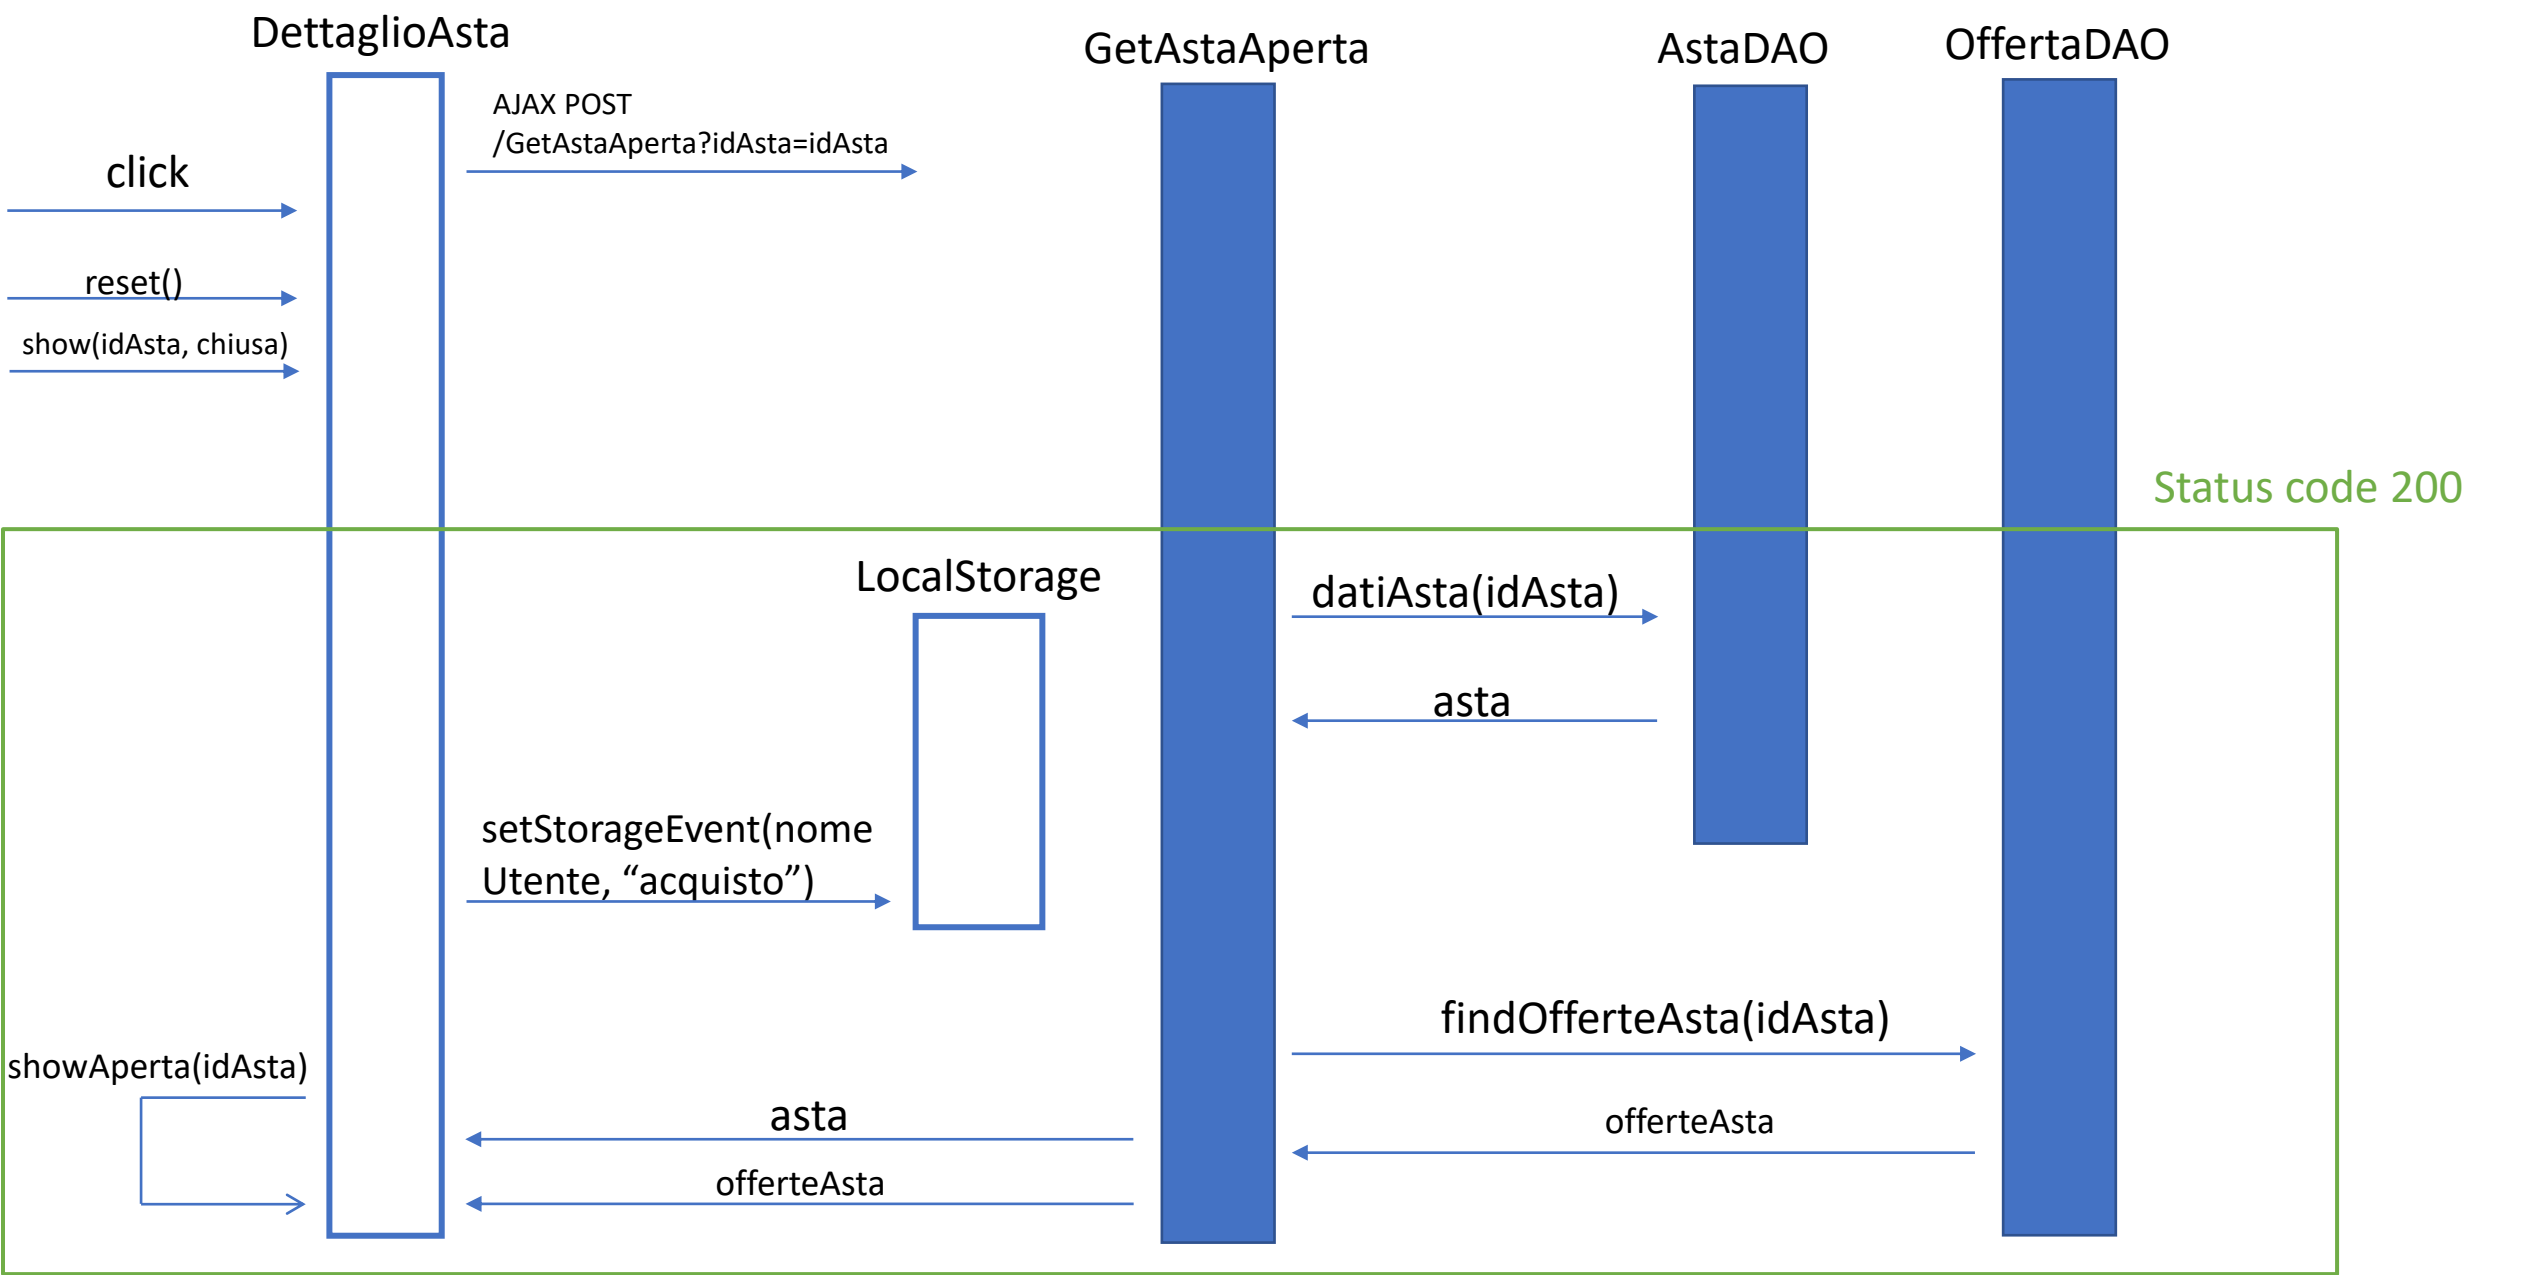 DettaglioAsta
GetAstaAperta
AstaDAO
OffertaDAO
AJAX POST
/GetAstaAperta?idAsta=idAsta
click
reset()
show(idAsta, chiusa)
Status code 200
LocalStorage
datiAsta(idAsta)
asta
setStorageEvent(nome
Utente, “acquisto”)
findOfferteAsta(idAsta)
showAperta(idAsta)
asta
offerteAsta
offerteAsta